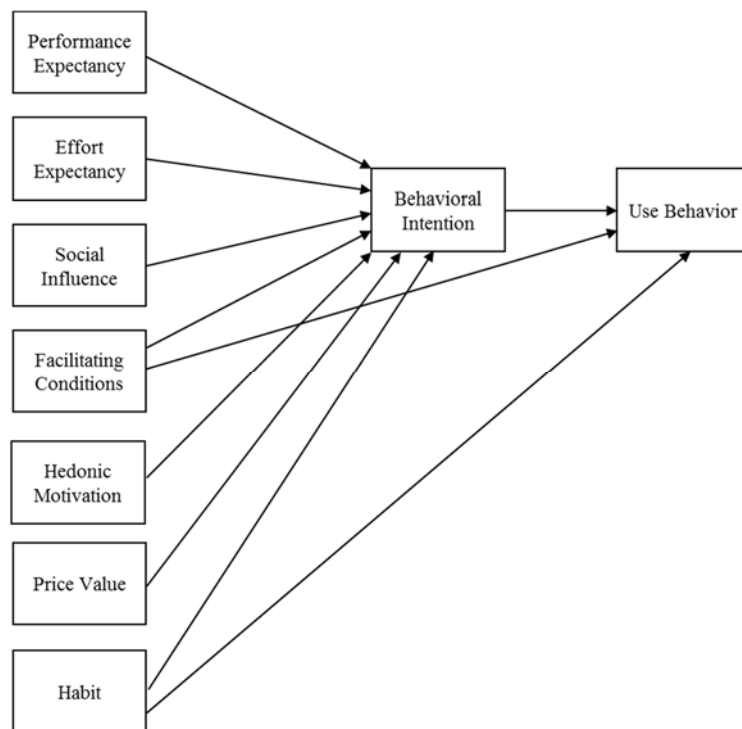 Performance
Expectancy
Effort
Expectancy
Social
Influence
Facilitating
Conditions
Hedonic
Motivation
Price Value
Habit
Behavioral
Intention
Use Behavior